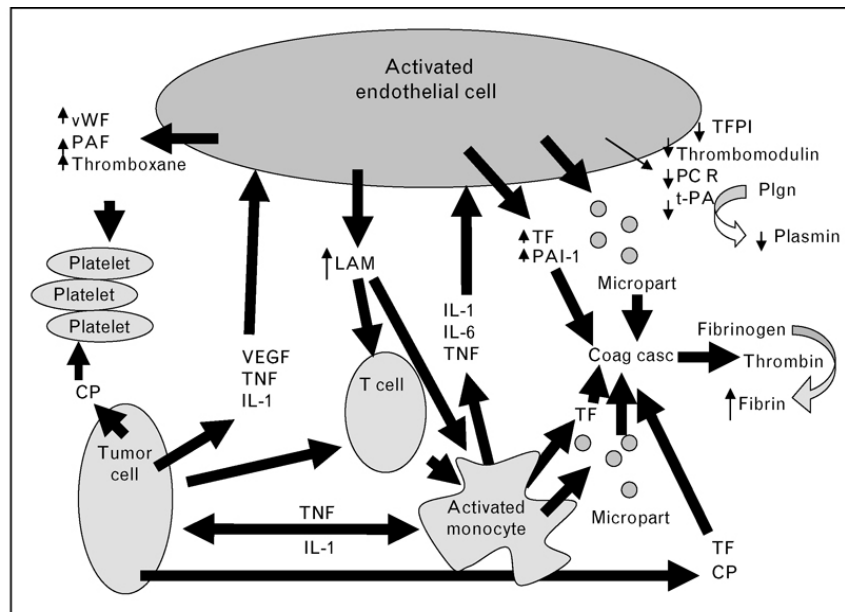 Activated
endothelial cell
vWF
PAF
Thromboxane
TFPI
Thrombomodulin
PC R
t-PA
Plgn
Plasmin
Platelet
Platelet
Platelet
LAM
TF
PAI-1
Micropart
IL-1
IL-6
TNF
VEGF
TNF
IL-1
CP
T cell
Coag casc
Fibrinogen
Thrombin
Fibrin
TF
Tumor
cell
Activated
monocyte
Micropart
TNF
IL-1
TF
CP